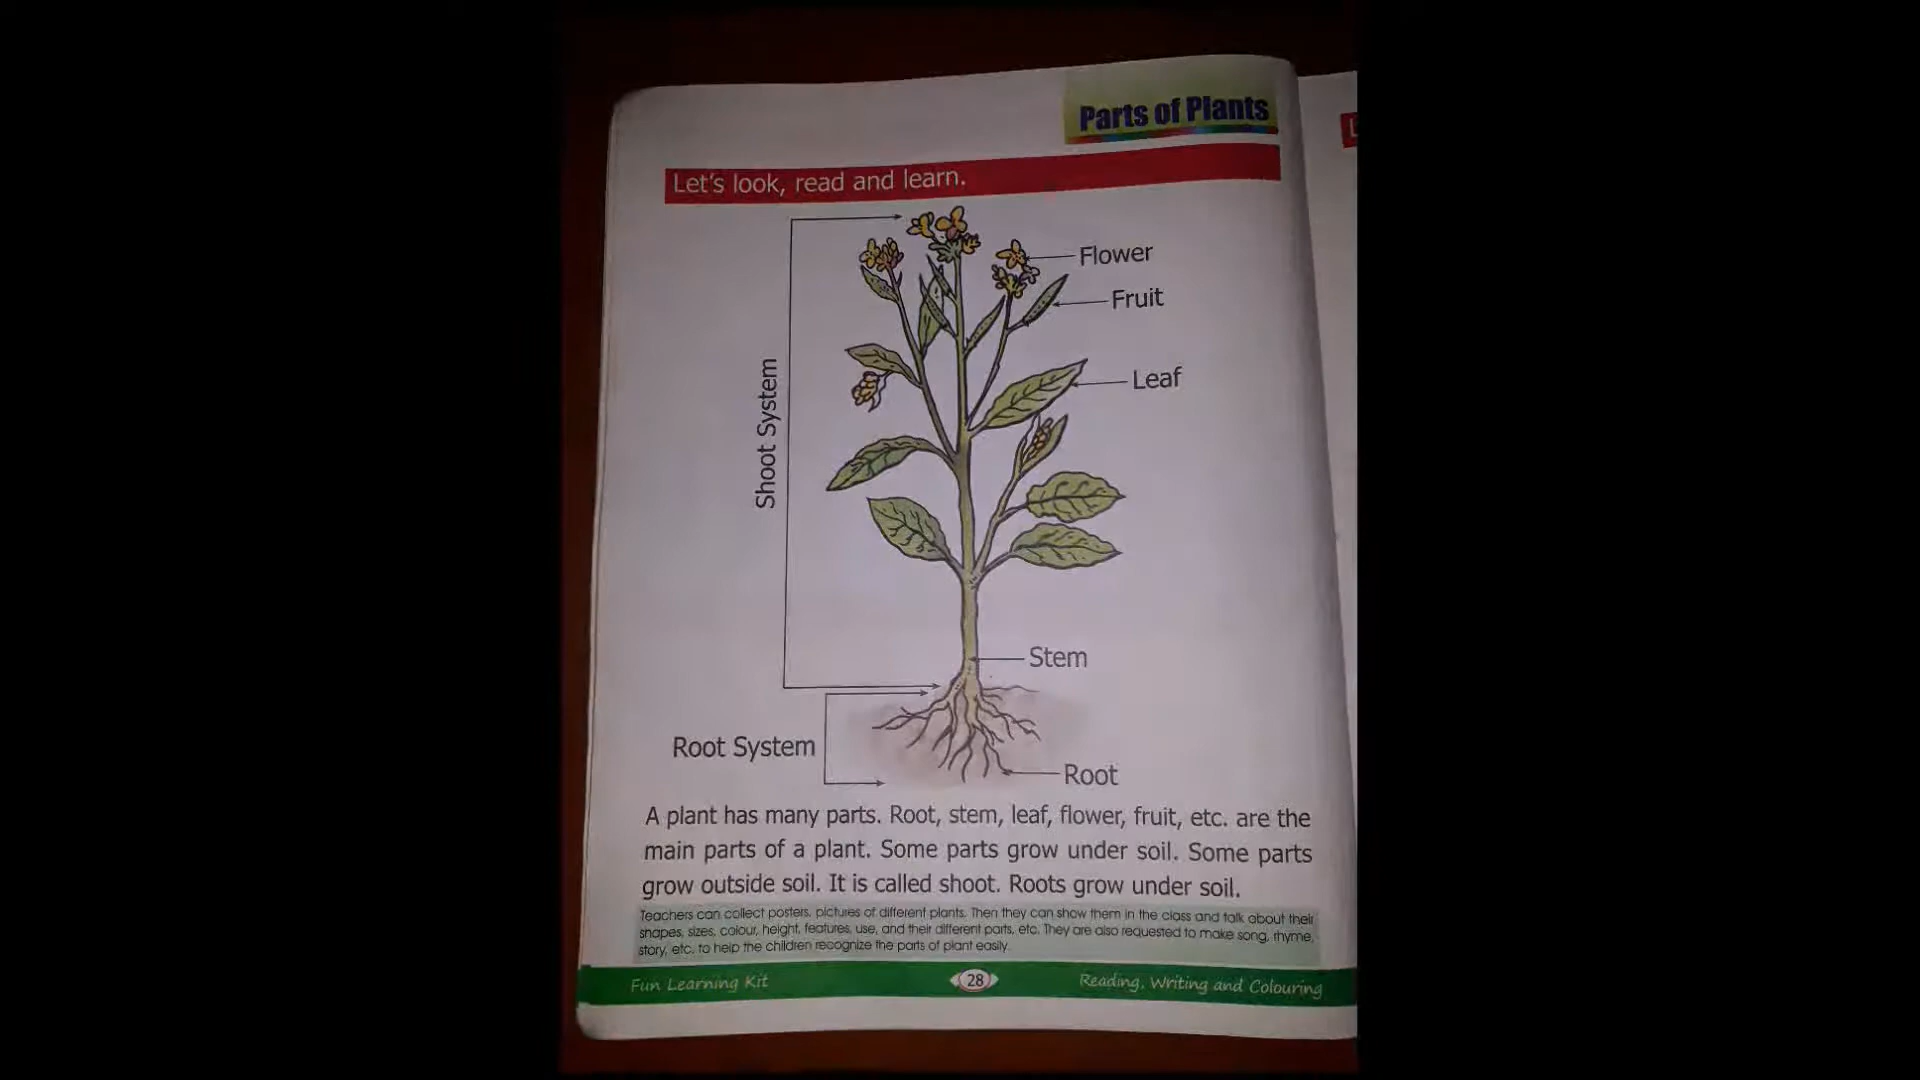 Parts of Plants
Let's look, read and learn.
Flower
Fruit
Leaf
Shoot System
Stem
Root System
Root
A plant has many parts. Root, stem, leaf, flower, fruit, etc. are the
main parts of a plant. Some parts grow under soil. Some parts
grow outside soil. It is called shoot. Roots grow under soil.
Teachers can collect posters, pictures of different plants. Then they can show them in the class and talk about their
shapes, sizes, colour, height, features, use, and their different parts, etc. They are also requested to make song, rhyme,
story, etc. to help the children recognize the parts of plant easily.
Fun Learning Kit
28
Reading, Writing and Colouring